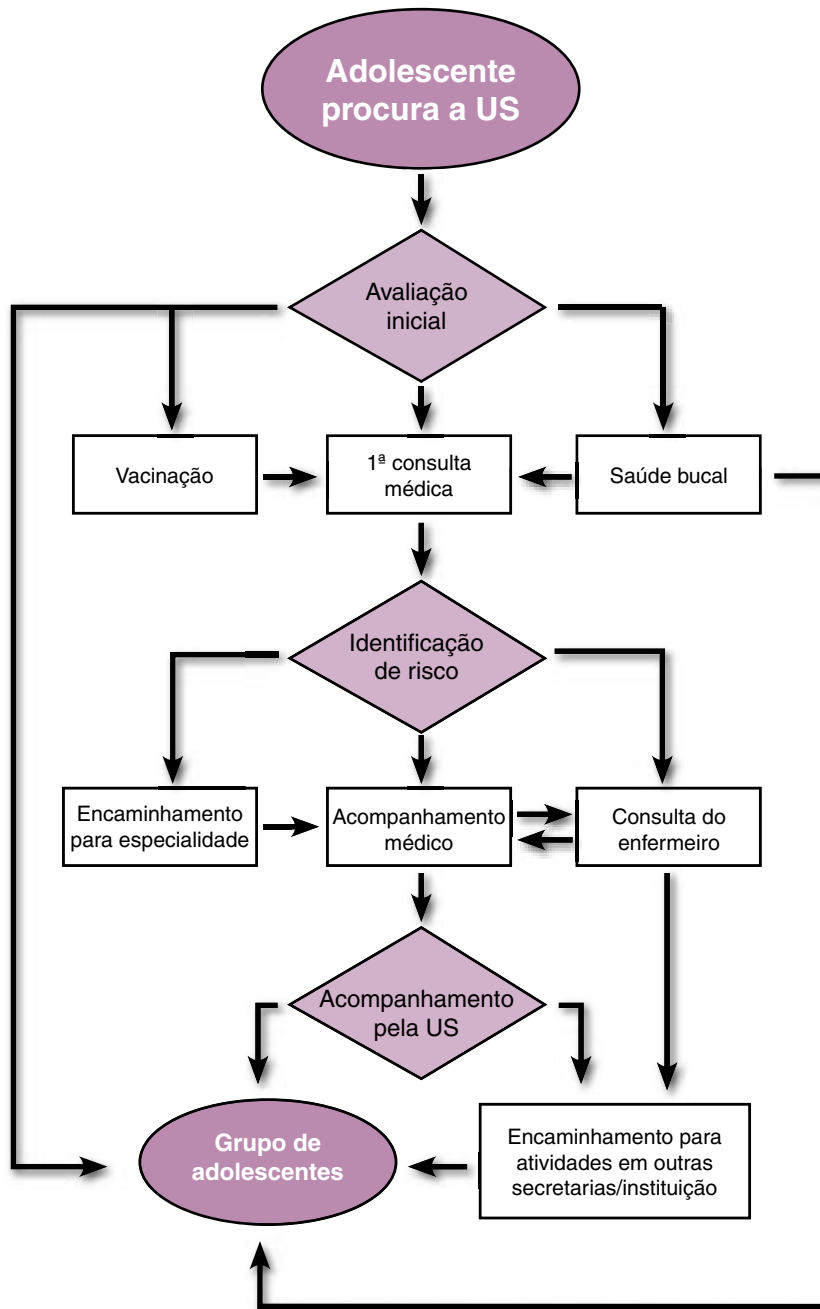 Adolescente
procura a US
Avaliação
inicial
Vacinação
1ª consulta
médica
Saúde bucal
Identificação
de risco
Encaminhamento
para especialidade
Acompanhamento
médico
Consulta do
enfermeiro
Acompanhamento
pela US
Grupo de
adolescentes
Encaminhamento para
atividades em outras
secretarias/instituição